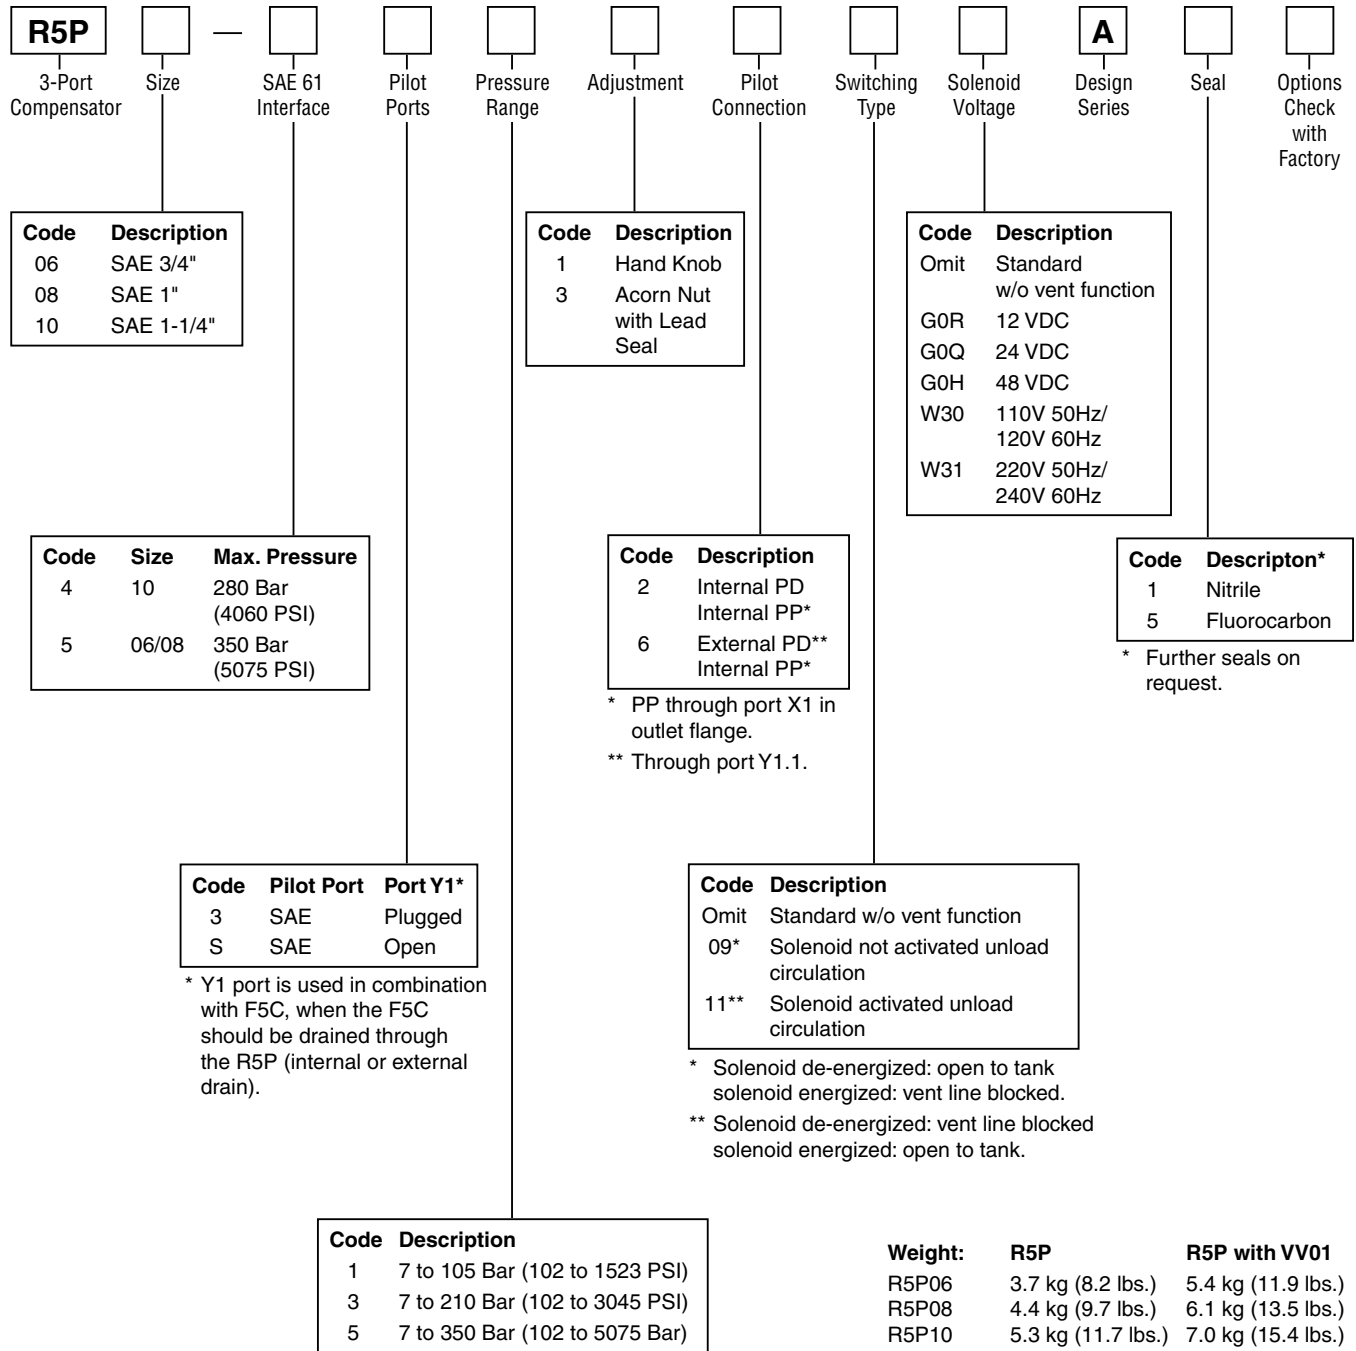 R5P — A
3-Port Compensator
Size
SAE 61 Interface
Pilot Ports
Pressure Range
Adjustment
Pilot Connection
Switching Type
Solenoid Voltage
Design Series
Seal
Options Check with Factory
Code Description
06 SAE 3/4"
08 SAE 1"
10 SAE 1-1/4"
Code Description
1 Hand Knob
3 Acorn Nut
with Lead
Seal
Code Description
Omit Standard
w/o vent function
G0R 12 VDC
G0Q 24 VDC
G0H 48 VDC
W30 110V 50Hz/
120V 60Hz
W31 220V 50Hz/
240V 60Hz
Code Size Max. Pressure
4 10 280 Bar
(4060 PSI)
5 06/08 350 Bar
(5075 PSI)
Code Description
2 Internal PD
Internal PP*
6 External PD**
Internal PP*
* PP through port X1 in
outlet flange.
** Through port Y1.1.
Code Descripton*
1 Nitrile
5 Fluorocarbon
* Further seals on
request.
Code Pilot Port Port Y1*
3 SAE Plugged
S SAE Open
* Y1 port is used in combination
with F5C, when the F5C
should be drained through
the R5P (internal or external
drain).
Code Description
Omit Standard w/o vent function
09* Solenoid not activated unload
circulation
11** Solenoid activated unload
circulation
* Solenoid de-energized: open to tank
solenoid energized: vent line blocked.
** Solenoid de-energized: vent line blocked
solenoid energized: open to tank.
Code Description
1 7 to 105 Bar (102 to 1523 PSI)
3 7 to 210 Bar (102 to 3045 PSI)
5 7 to 350 Bar (102 to 5075 Bar)
Weight: R5P R5P with VV01
R5P06 3.7 kg (8.2 lbs.) 5.4 kg (11.9 lbs.)
R5P08 4.4 kg (9.7 lbs.) 6.1 kg (13.5 lbs.)
R5P10 5.3 kg (11.7 lbs.) 7.0 kg (15.4 lbs.)